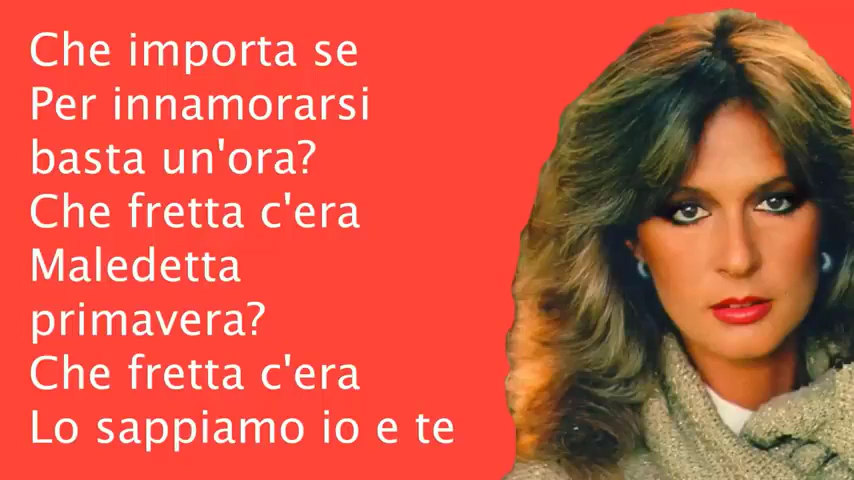 Che importa se
Per innamorarsi
basta un'ora?
Che fretta c'era
Maledetta
primavera?
Che fretta c'era
Lo sappiamo io e te